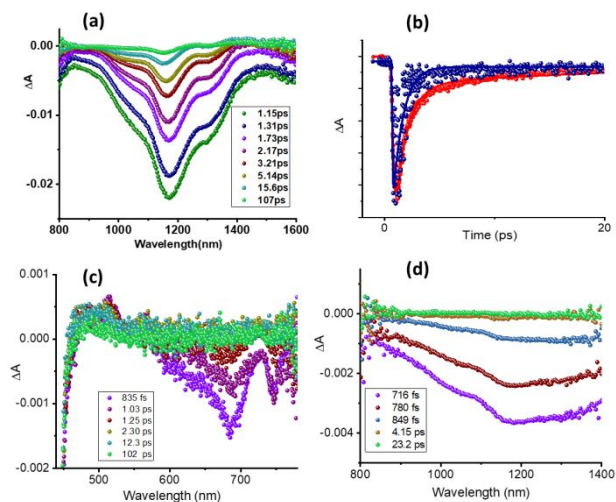 (a)
0.00
-0.01
-0.02
ΔA
1.15ps
1.31ps
1.73ps
2.17ps
3.21ps
5.14ps
15.6ps
107ps
800 1000 1200 1400 1600
Wavelength(nm)
(b)
ΔA
0 20
Time (ps)
(c)
0.001
0.000
-0.001
-0.002
ΔA
835 fs
1.03 ps
1.25 ps
2.30 ps
12.3 ps
102 ps
500 600 700
Wavelength (nm)
(d)
0.000
-0.002
-0.004
ΔA
716 fs
780 fs
849 fs
4.15 ps
23.2 ps
800 1000 1200 1400
Wavelength (nm)